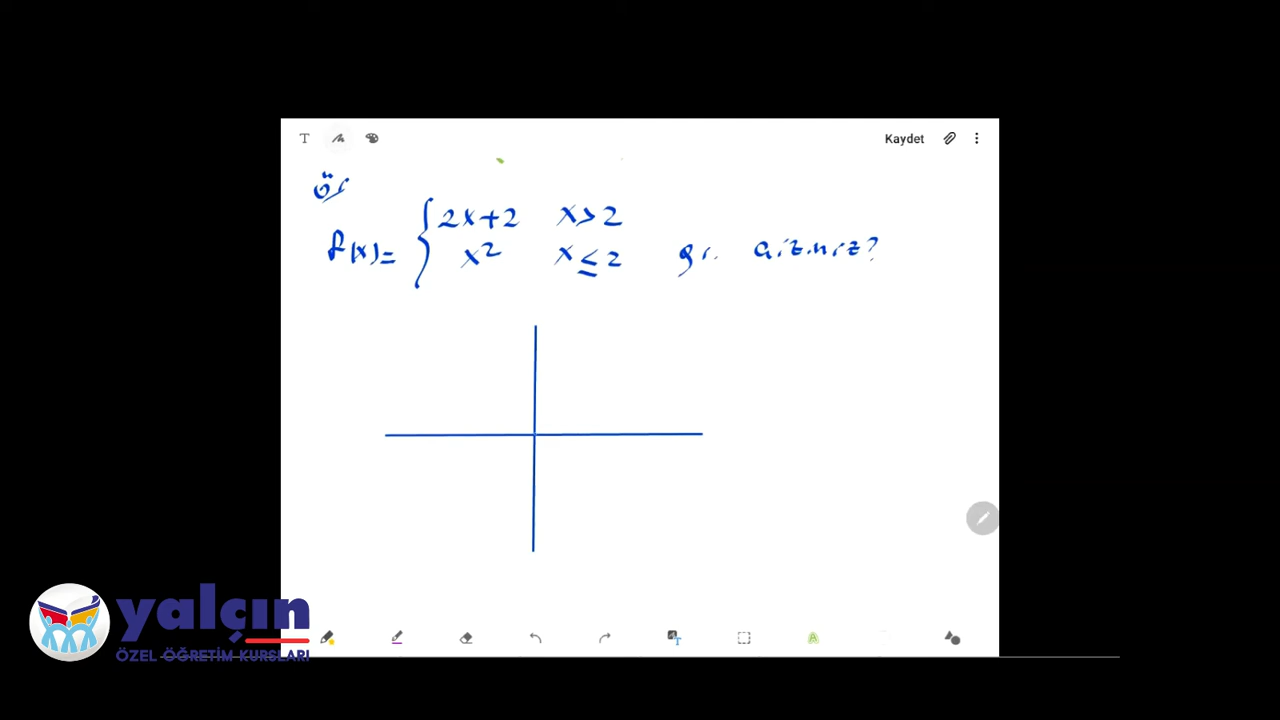 T Kaydet
Ör
f(x)= { 2x+2 x>2
x² x≤2 gr. çiziniz?
yalçın
ÖZEL ÖĞRETİM KURSLARI